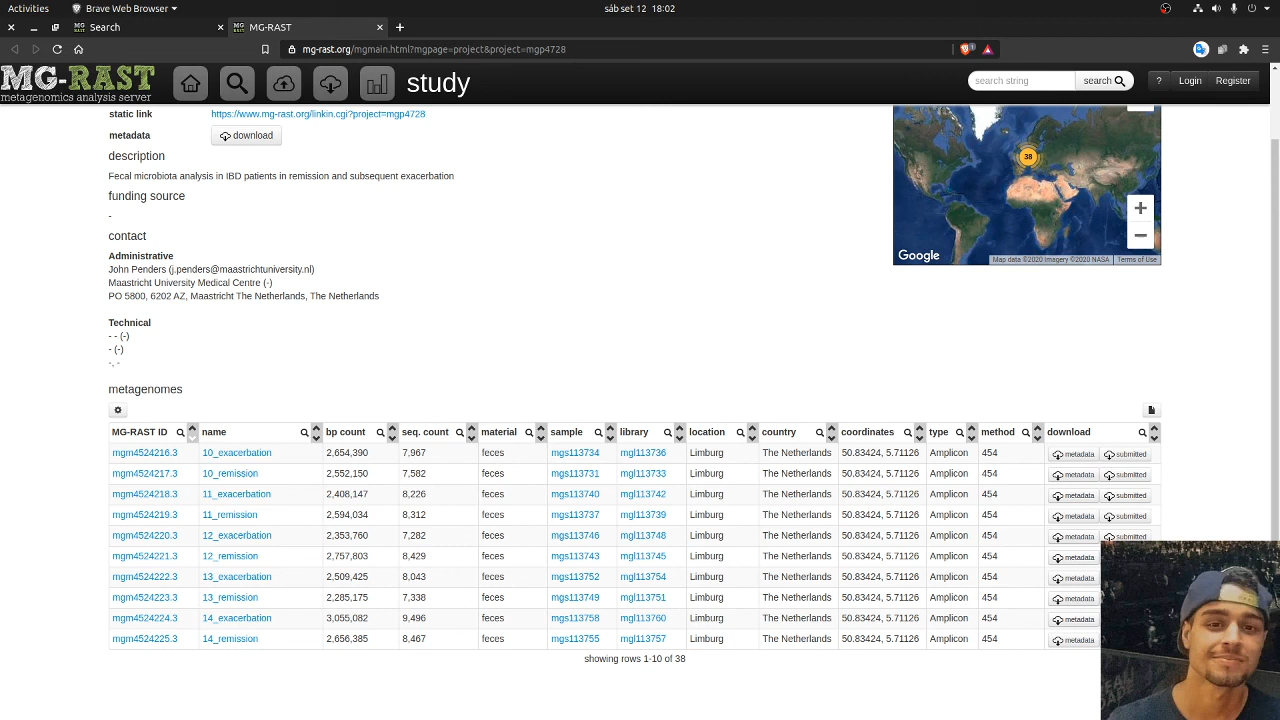 Activities Brave Web Browser sáb set 12 18:02
Search MG-RAST
mg-rast.org/mgmain.html?mgpage=project&project=mgp4728 1
MG-RAST
metagenomics analysis server
study
search string search ? Login Register
static link https://www.mg-rast.org/linkin.cgi?project=mgp4728
metadata download
description
Fecal microbiota analysis in IBD patients in remission and subsequent exacerbation
funding source
-
contact
Administrative
John Penders (j.penders@maastrichtuniversity.nl)
Maastricht University Medical Centre (-)
PO 5800, 6202 AZ, Maastricht The Netherlands, The Netherlands
Technical
- - (-)
- (-)
-, -
38
+
−
Google Map data ©2020 Imagery ©2020 NASA Terms of Use
metagenomes
MG-RAST ID name bp count seq. count material sample library location country coordinates type method download
mgm4524216.3 10_exacerbation 2,654,390 7,967 feces mgs113734 mgl113736 Limburg The Netherlands 50.83424, 5.71126 Amplicon 454 metadata submitted
mgm4524217.3 10_remission 2,552,150 7,582 feces mgs113731 mgl113733 Limburg The Netherlands 50.83424, 5.71126 Amplicon 454 metadata submitted
mgm4524218.3 11_exacerbation 2,408,147 8,226 feces mgs113740 mgl113742 Limburg The Netherlands 50.83424, 5.71126 Amplicon 454 metadata submitted
mgm4524219.3 11_remission 2,594,034 8,312 feces mgs113737 mgl113739 Limburg The Netherlands 50.83424, 5.71126 Amplicon 454 metadata submitted
mgm4524220.3 12_exacerbation 2,353,760 7,282 feces mgs113746 mgl113748 Limburg The Netherlands 50.83424, 5.71126 Amplicon 454 metadata submitted
mgm4524221.3 12_remission 2,757,803 8,429 feces mgs113743 mgl113745 Limburg The Netherlands 50.83424, 5.71126 Amplicon 454 metadata
mgm4524222.3 13_exacerbation 2,509,425 8,043 feces mgs113752 mgl113754 Limburg The Netherlands 50.83424, 5.71126 Amplicon 454 metadata
mgm4524223.3 13_remission 2,285,175 7,338 feces mgs113749 mgl113751 Limburg The Netherlands 50.83424, 5.71126 Amplicon 454 metadata
mgm4524224.3 14_exacerbation 3,055,082 9,496 feces mgs113758 mgl113760 Limburg The Netherlands 50.83424, 5.71126 Amplicon 454 metadata
mgm4524225.3 14_remission 2,656,385 8,467 feces mgs113755 mgl113757 Limburg The Netherlands 50.83424, 5.71126 Amplicon 454 metadata
showing rows 1-10 of 38